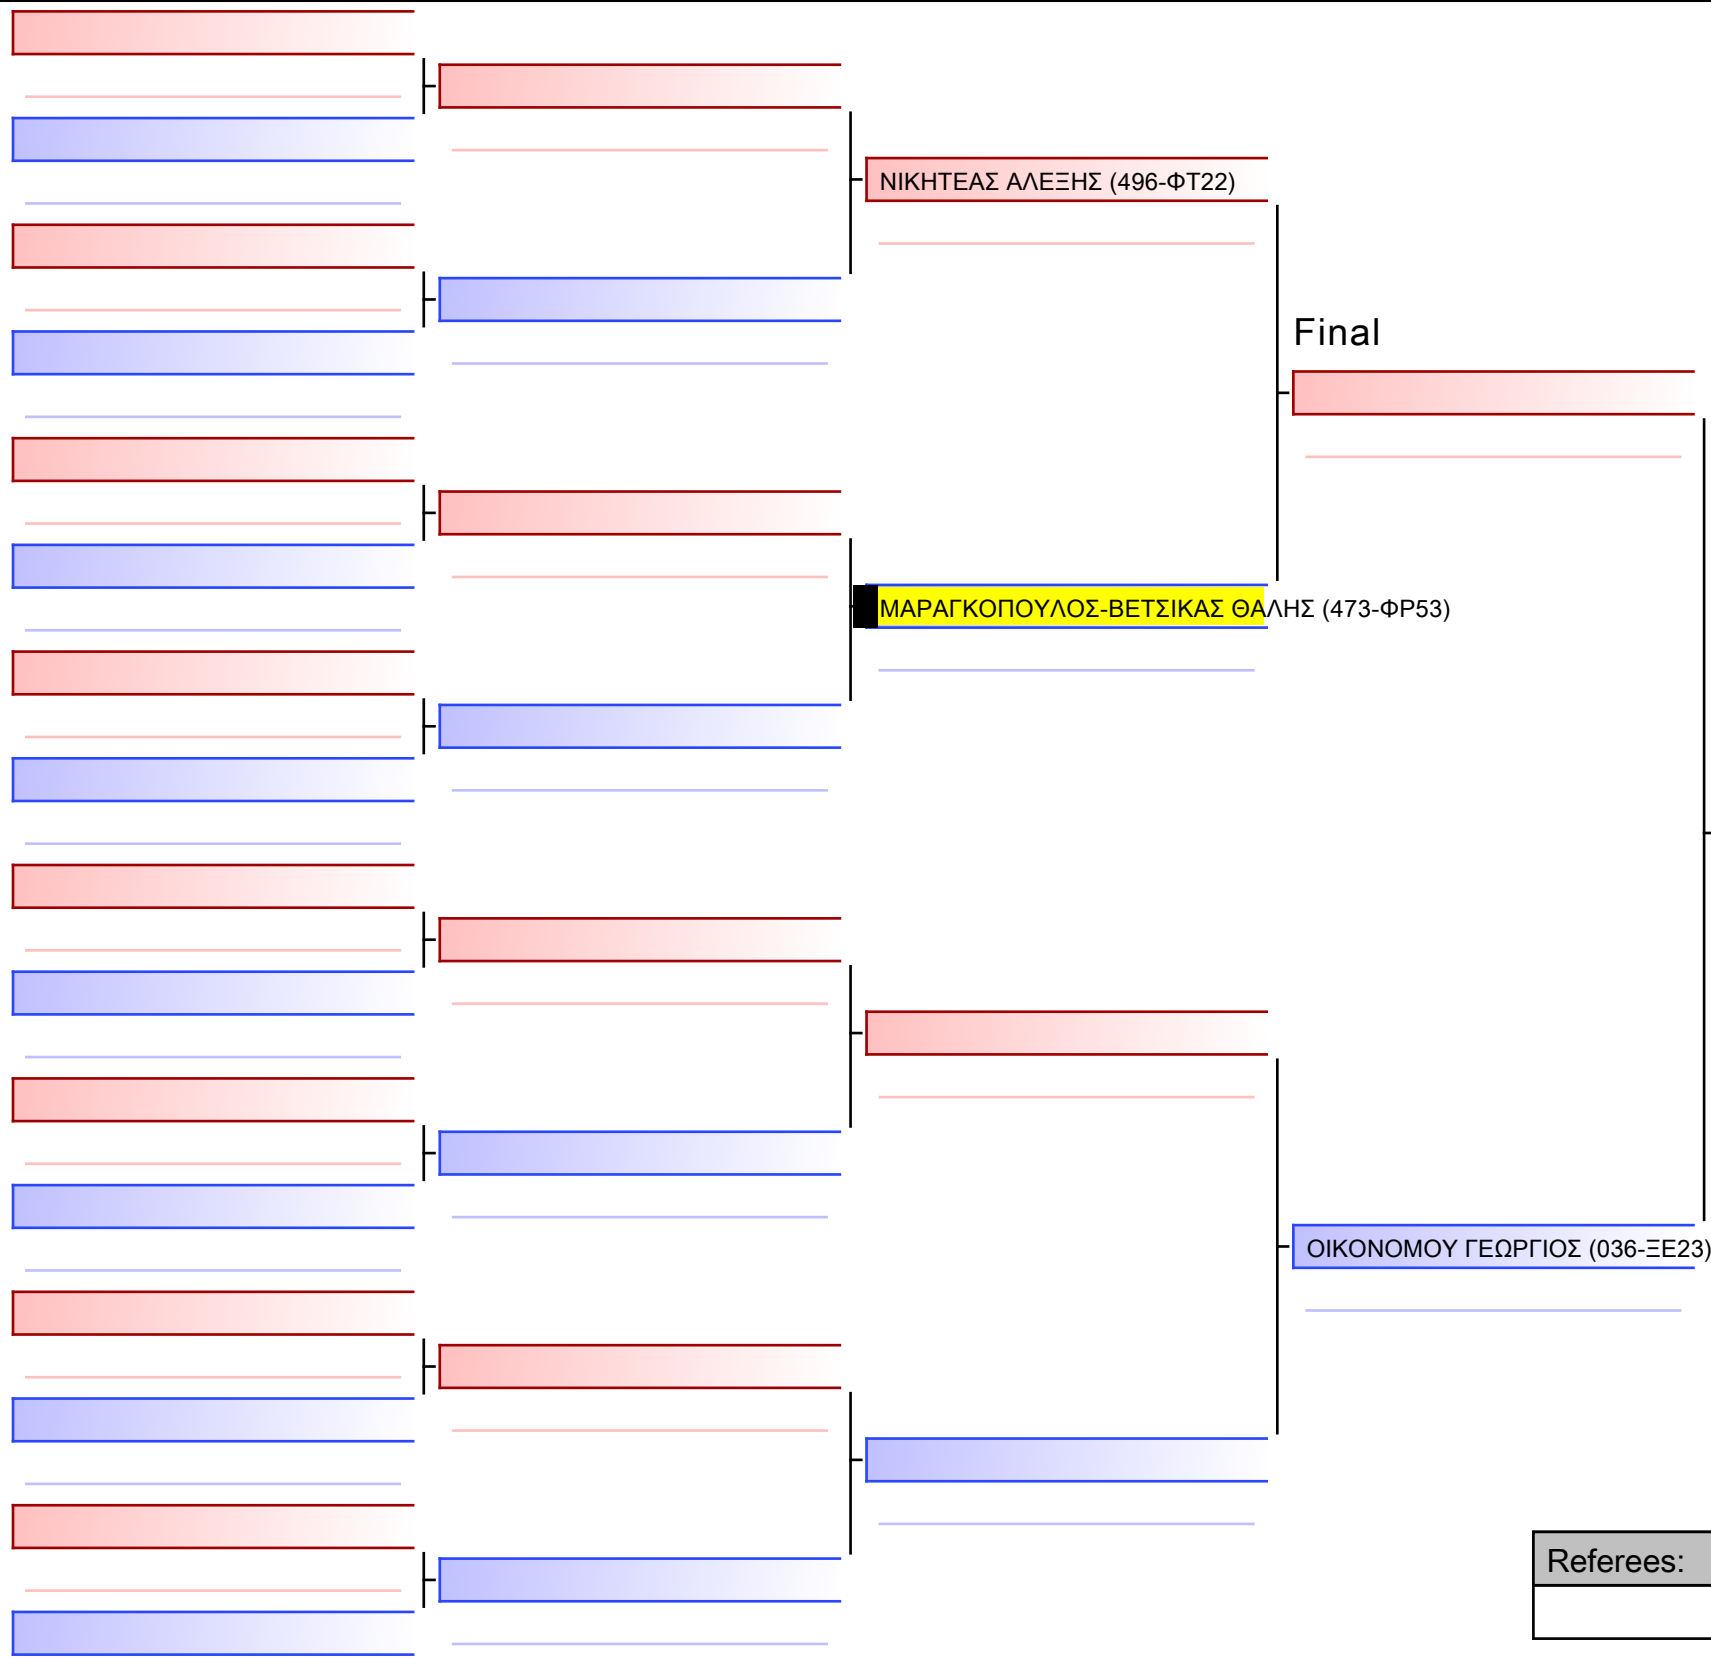 ΝΙΚΗΤΕΑΣ ΑΛΕΞΗΣ (496-ΦΤ22)
Final
ΜΑΡΑΓΚΟΠΟΥΛΟΣ-ΒΕΤΣΙΚΑΣ ΘΑΛΗΣ (473-ΦΡ53)
ΟΙΚΟΝΟΜΟΥ ΓΕΩΡΓΙΟΣ (036-ΞΕ23)
Referees: